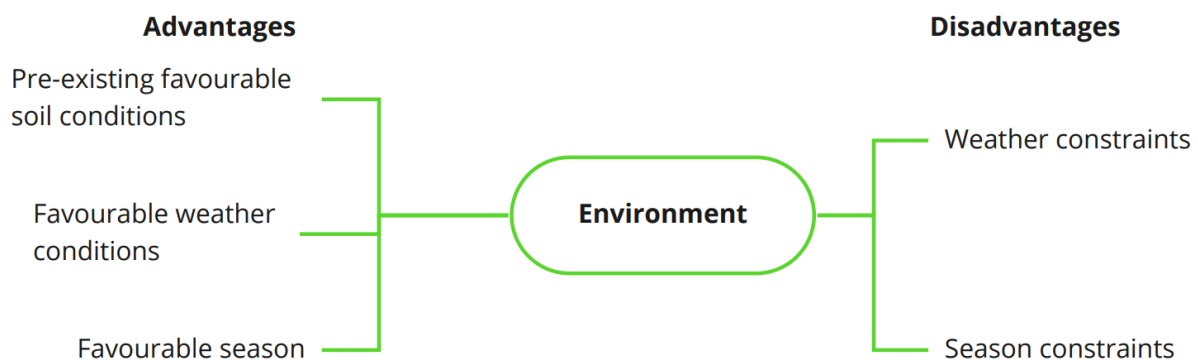 Advantages
Pre-existing favourable
soil conditions
Favourable weather
conditions
Favourable season
Environment
Disadvantages
Weather constraints
Season constraints